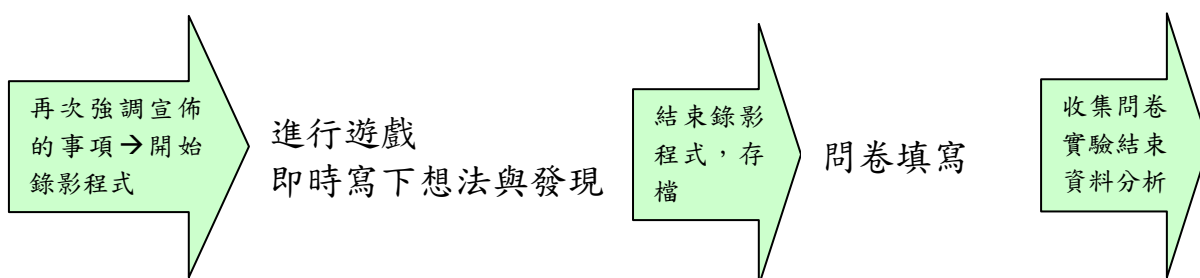 再次強調宣佈
的事項→開始
錄影程式
進行遊戲
即時寫下想法與發現
結束錄影
程式，存
檔
問卷填寫
收集問卷
實驗結束
資料分析